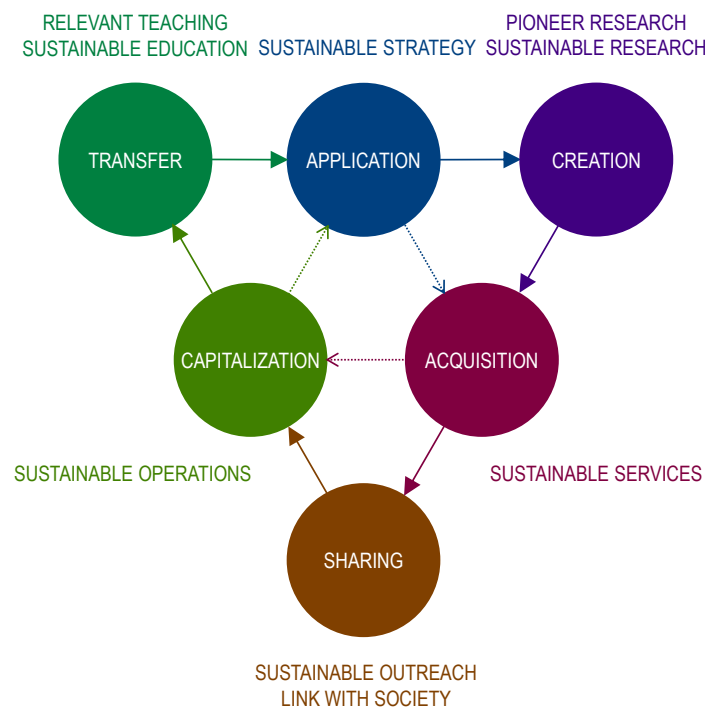 RELEVANT TEACHING
SUSTAINABLE EDUCATION
SUSTAINABLE STRATEGY
PIONEER RESEARCH
SUSTAINABLE RESEARCH
TRANSFER
APPLICATION
CREATION
CAPITALIZATION
ACQUISITION
SUSTAINABLE OPERATIONS
SUSTAINABLE SERVICES
SHARING
SUSTAINABLE OUTREACH
LINK WITH SOCIETY